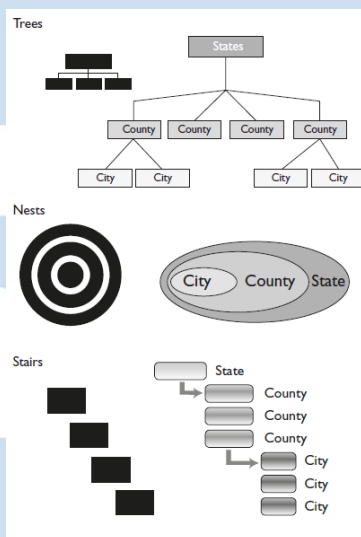 Trees
States
County County County County
City City City City
Nests
City County State
Stairs
State
County
County
County
City
City
City